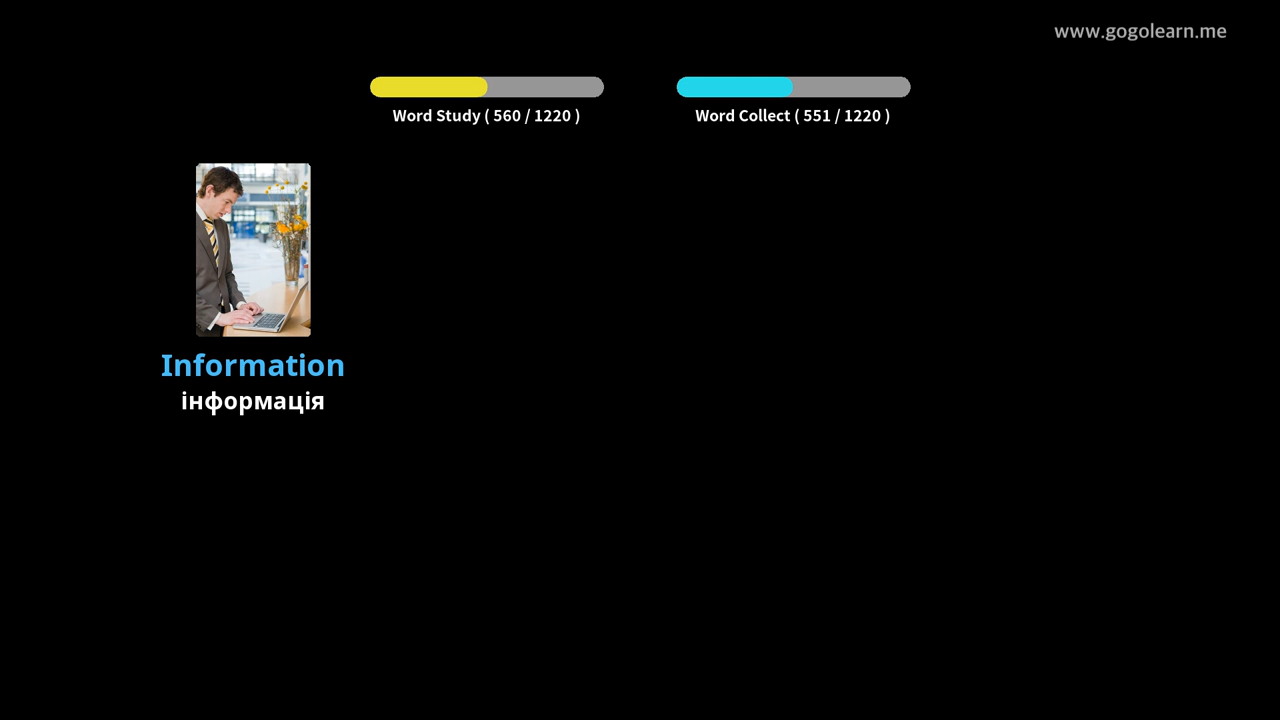 www.gogolearn.me
Word Study ( 560 / 1220 )
Word Collect ( 551 / 1220 )
Information
інформація